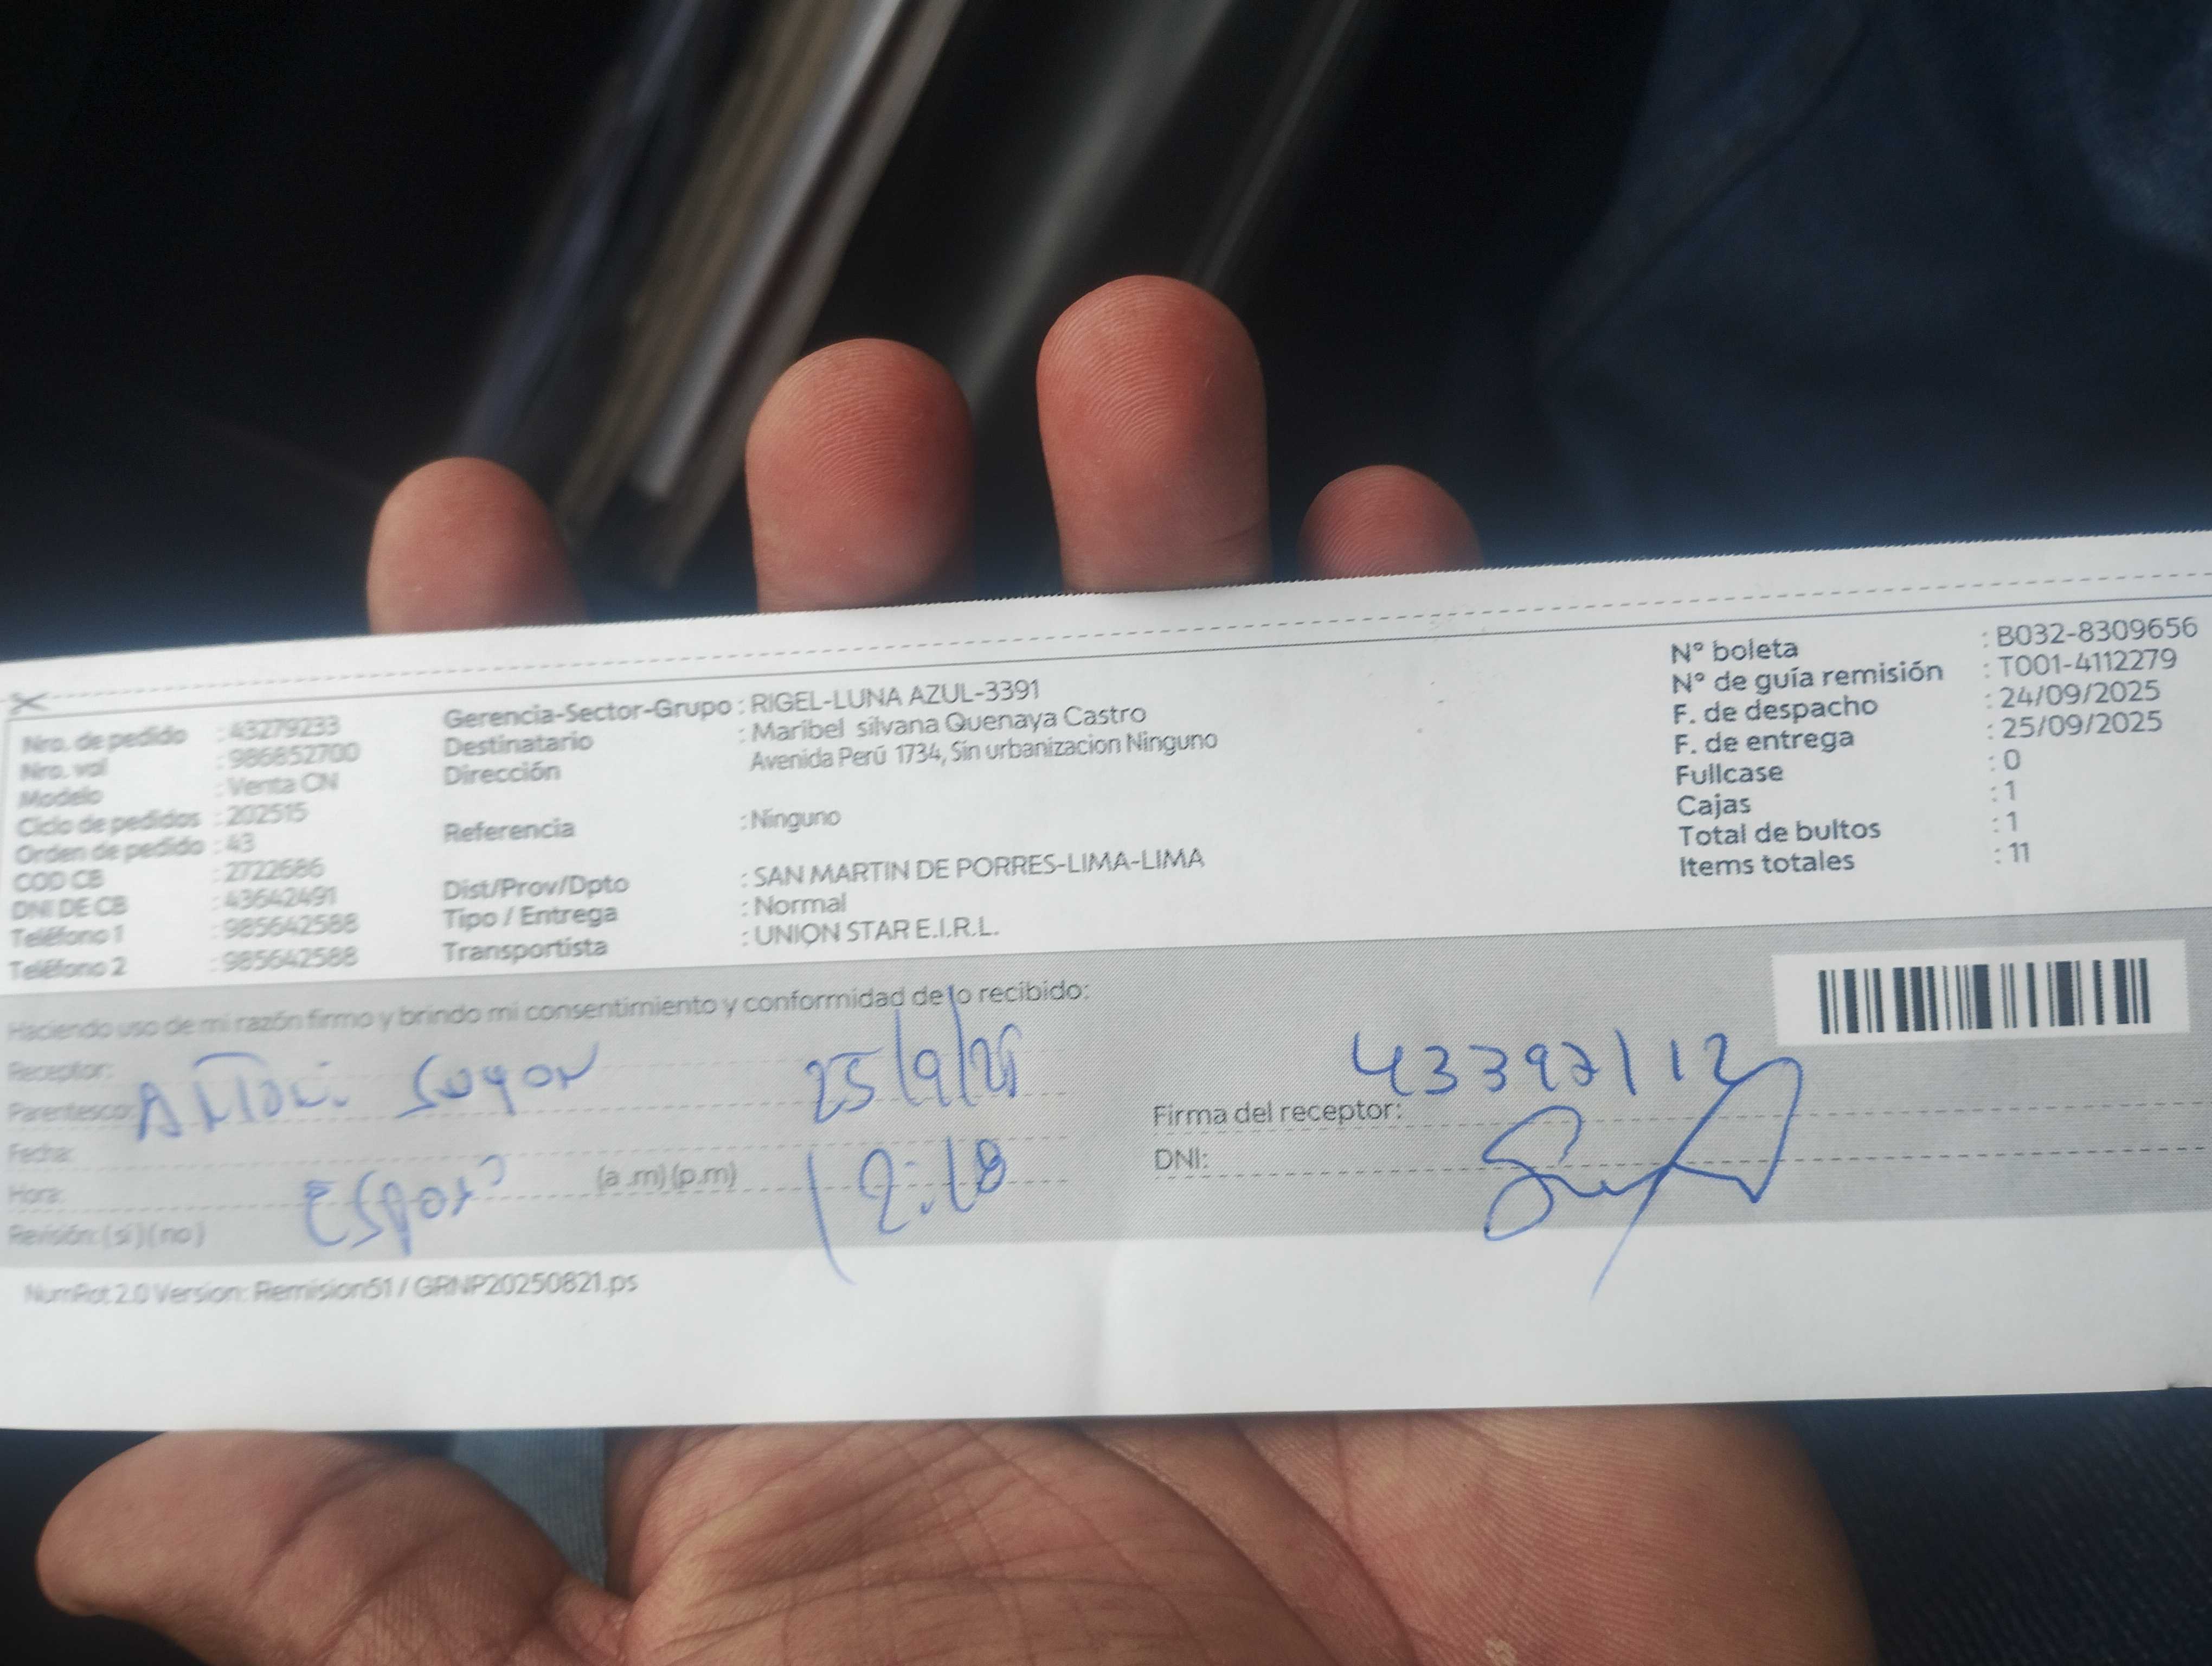 Nro. de pedido : 43279233
Nro. val : 986852700
Modelo : Venta CN
Ciclo de pedidos : 202515
Orden de pedido : 43
COD CB : 2722686
DNI DE CB : 43642491
Teléfono 1 : 985642588
Teléfono 2 : 985642588
Gerencia-Sector-Grupo : RIGEL-LUNA AZUL-3391
Destinatario : Maribel silvana Quenaya Castro
Dirección Avenida Perú 1734, Sin urbanizacion Ninguno
Referencia : Ninguno
Dist/Prov/Dpto : SAN MARTIN DE PORRES-LIMA-LIMA
Tipo / Entrega : Normal
Transportista : UNION STAR E.I.R.L.
N° boleta : B032-8309656
N° de guía remisión : T001-4112279
F. de despacho : 24/09/2025
F. de entrega : 25/09/2025
Fullcase : 0
Cajas : 1
Total de bultos : 1
Items totales : 11
Haciendo uso de mi razón firmo y brindo mi consentimiento y conformidad de lo recibido:
Receptor:
Parentesco: 25/9/25
Fecha:
Hora: (a .m) (p.m) 12:18
Revisión: ( si ) ( no )
Firma del receptor:
DNI:
NumRot 2.0 Version: Remision51 / GRNP20250821.ps